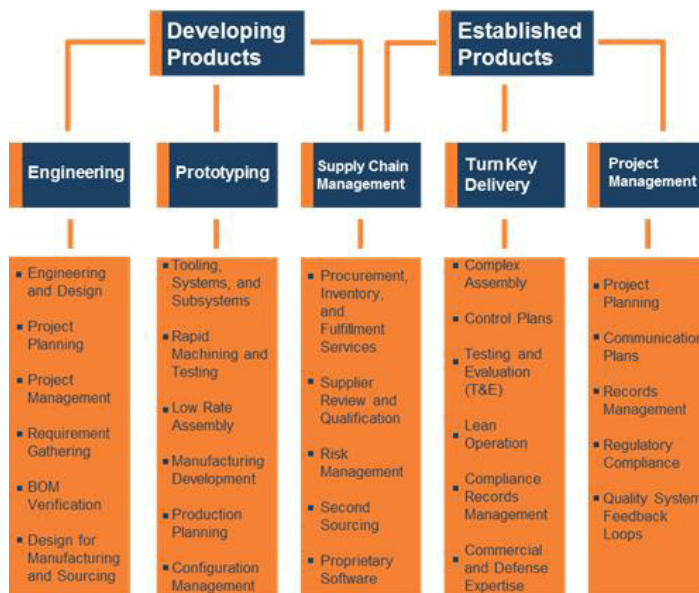 Developing
Products
Established
Products
Engineering
Prototyping
Supply Chain
Management
Turn Key
Delivery
Project
Management
Engineering
and Design
Project
Planning
Project
Management
Requirement
Gathering
BOM
Verification
Design for
Manufacturing
and Sourcing
Tooling,
Systems, and
Subsystems
Rapid
Machining and
Testing
Low Rate
Assembly
Manufacturing
Development
Production
Planning
Configuration
Management
Procurement,
Inventory,
and
Fulfillment
Services
Supplier
Review and
Qualification
Risk
Management
Second
Sourcing
Proprietary
Software
Complex
Assembly
Control Plans
Testing and
Evaluation
(T&E)
Lean
Operation
Compliance
Records
Management
Commercial
and Defense
Expertise
Project
Planning
Communication
Plans
Records
Management
Regulatory
Compliance
Quality System
Feedback
Loops